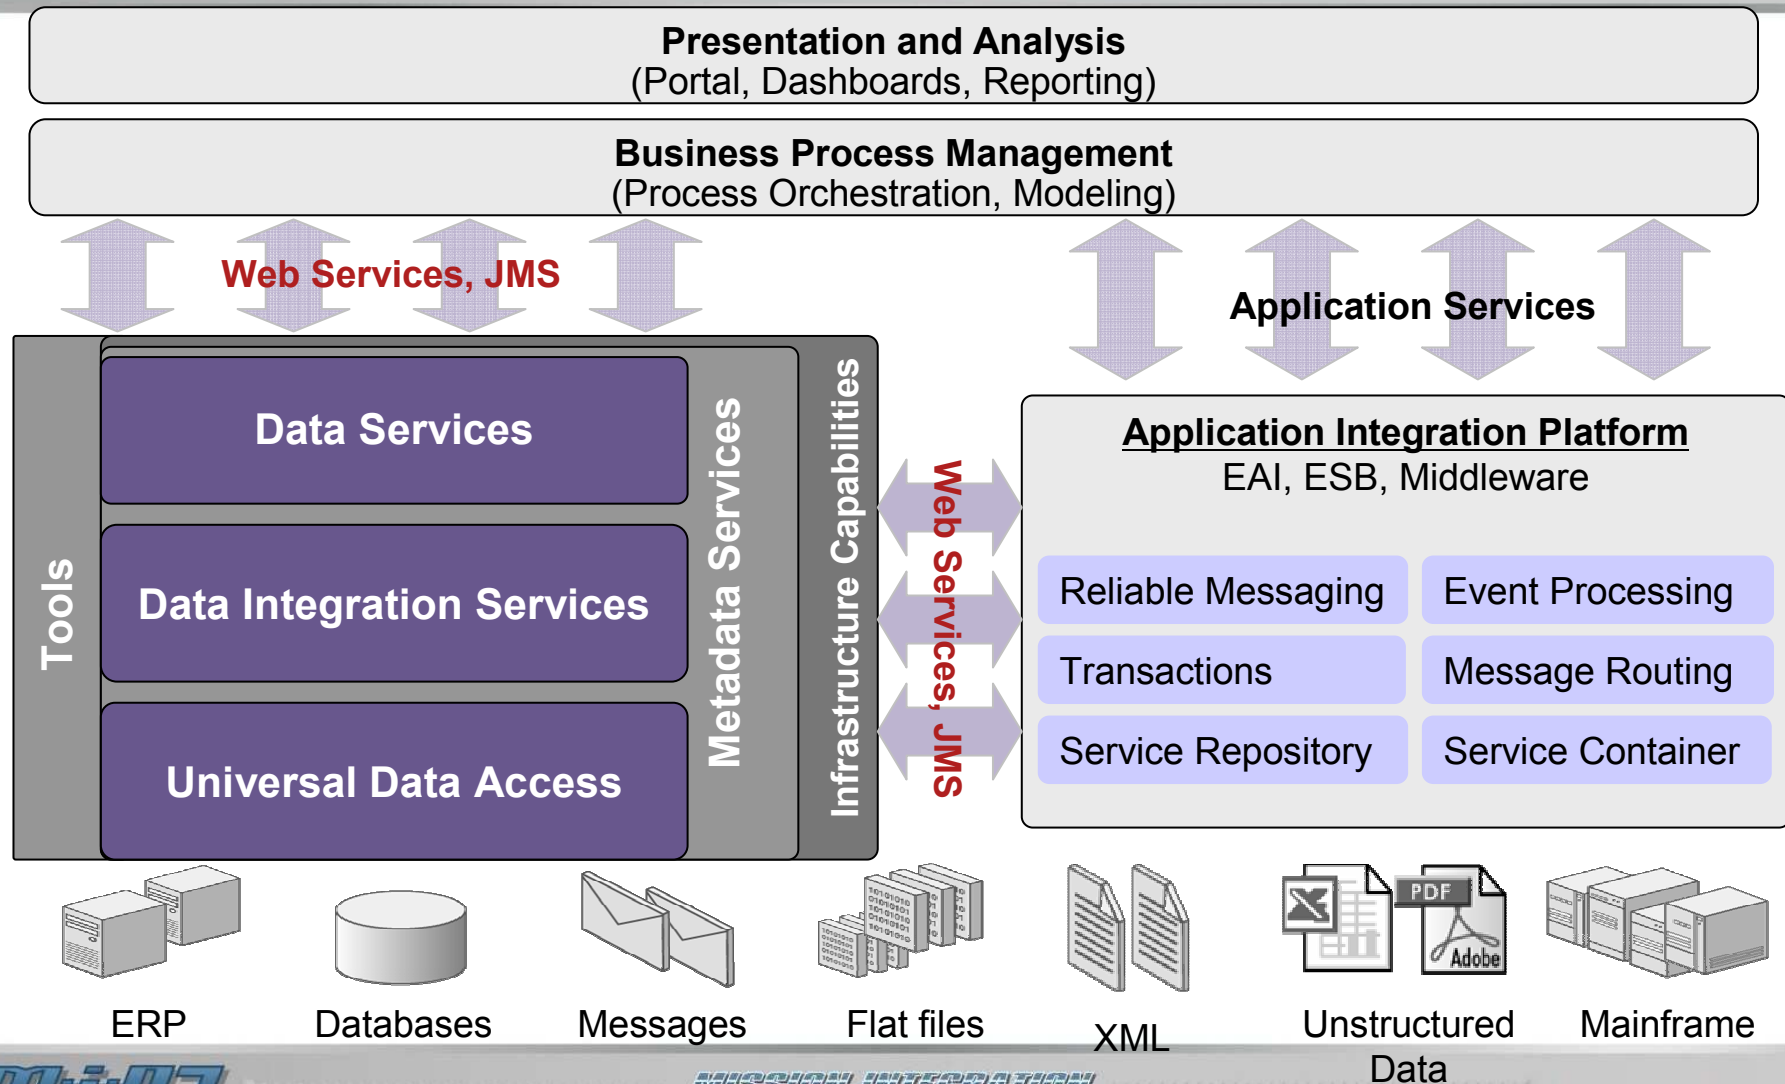 Presentation and Analysis
(Portal, Dashboards, Reporting)
Business Process Management
(Process Orchestration, Modeling)
Web Services, JMS
Application Services
Tools
Data Services
Data Integration Services
Universal Data Access
Metadata Services
Infrastructure Capabilities
Web Services, JMS
Application Integration Platform
EAI, ESB, Middleware
Reliable Messaging
Event Processing
Transactions
Message Routing
Service Repository
Service Container
PDF
Adobe
ERP
Databases
Messages
Flat files
XML
Unstructured
Data
Mainframe
MISSION INTEGRATION